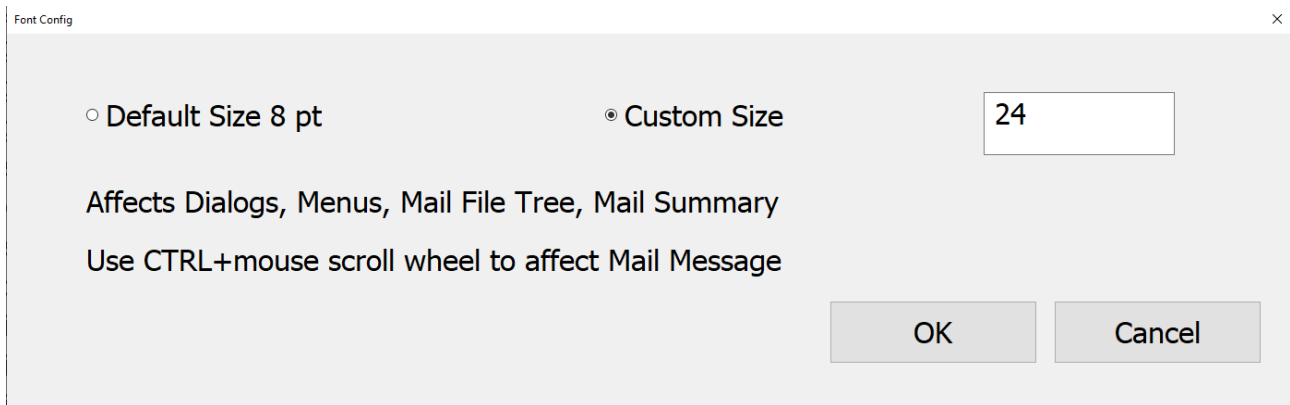 Font Config
Default Size 8 pt Custom Size 24
Affects Dialogs, Menus, Mail File Tree, Mail Summary
Use CTRL+mouse scroll wheel to affect Mail Message
OK Cancel